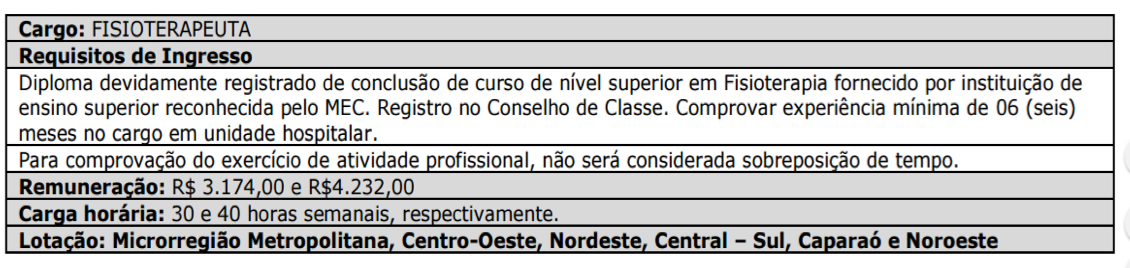 Cargo: FISIOTERAPEUTA
Requisitos de Ingresso
Diploma devidamente registrado de conclusão de curso de nível superior em Fisioterapia fornecido por instituição de
ensino superior reconhecida pelo MEC. Registro no Conselho de Classe. Comprovar experiência mínima de 06 (seis)
meses no cargo em unidade hospitalar.
Para comprovação do exercício de atividade profissional, não será considerada sobreposição de tempo.
Remuneração: R$ 3.174,00 e R$4.232,00
Carga horária: 30 e 40 horas semanais, respectivamente.
Lotação: Microrregião Metropolitana, Centro-Oeste, Nordeste, Central – Sul, Caparaó e Noroeste